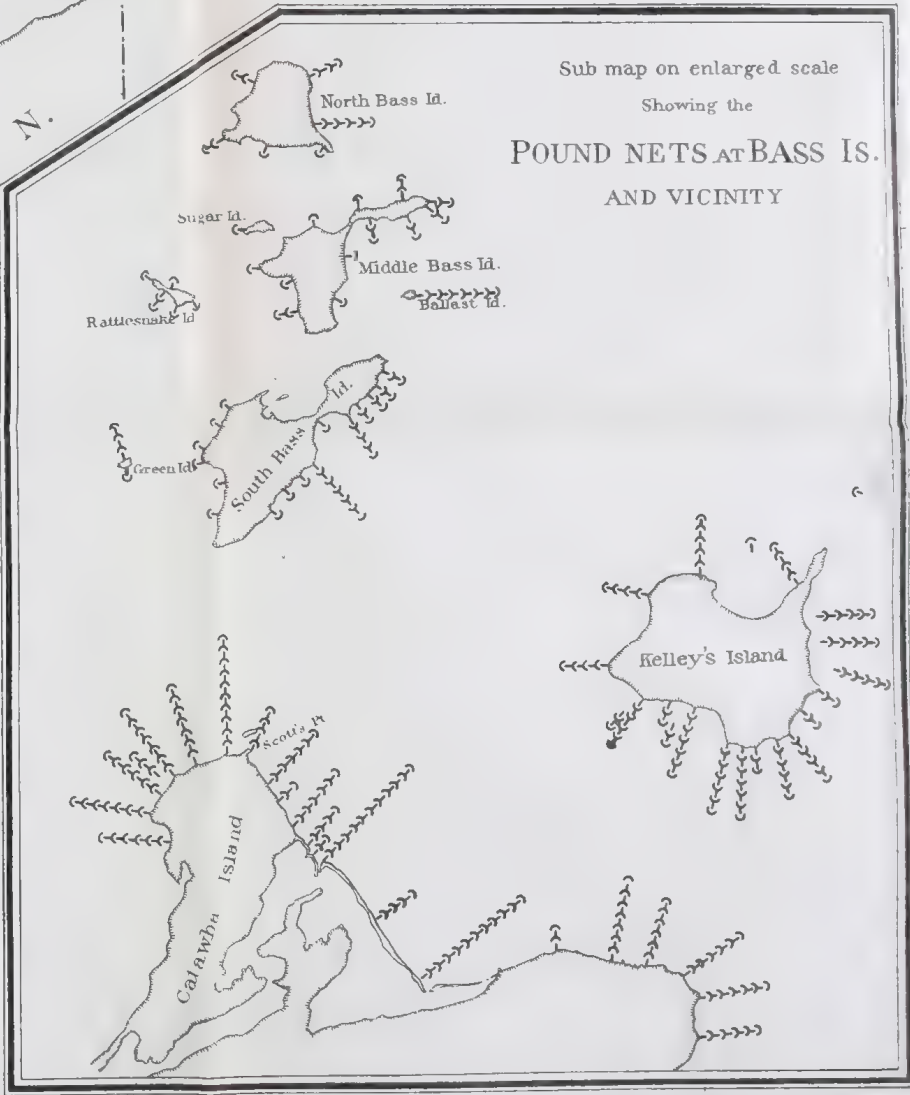 N.
Sub map on enlarged scale
Showing the
POUND NETS AT BASS IS.
AND VICINITY
North Bass Id.
Sugar Id.
Middle Bass Id.
Rattlesnake Id
Ballast Id.
South Bass Id.
Green Id
Kelley's Island
Scott's Pt
Catawba Island